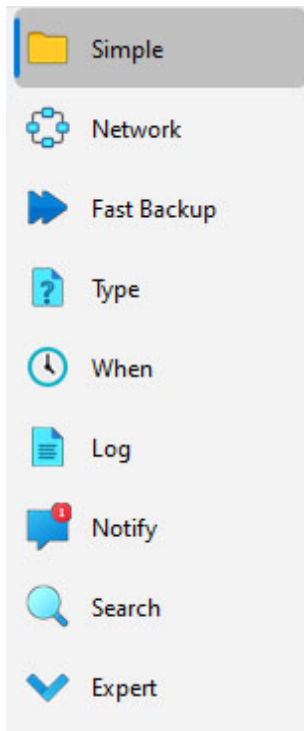 Simple
Network
Fast Backup
?
Type
When
Log
1
Notify
Search
Expert